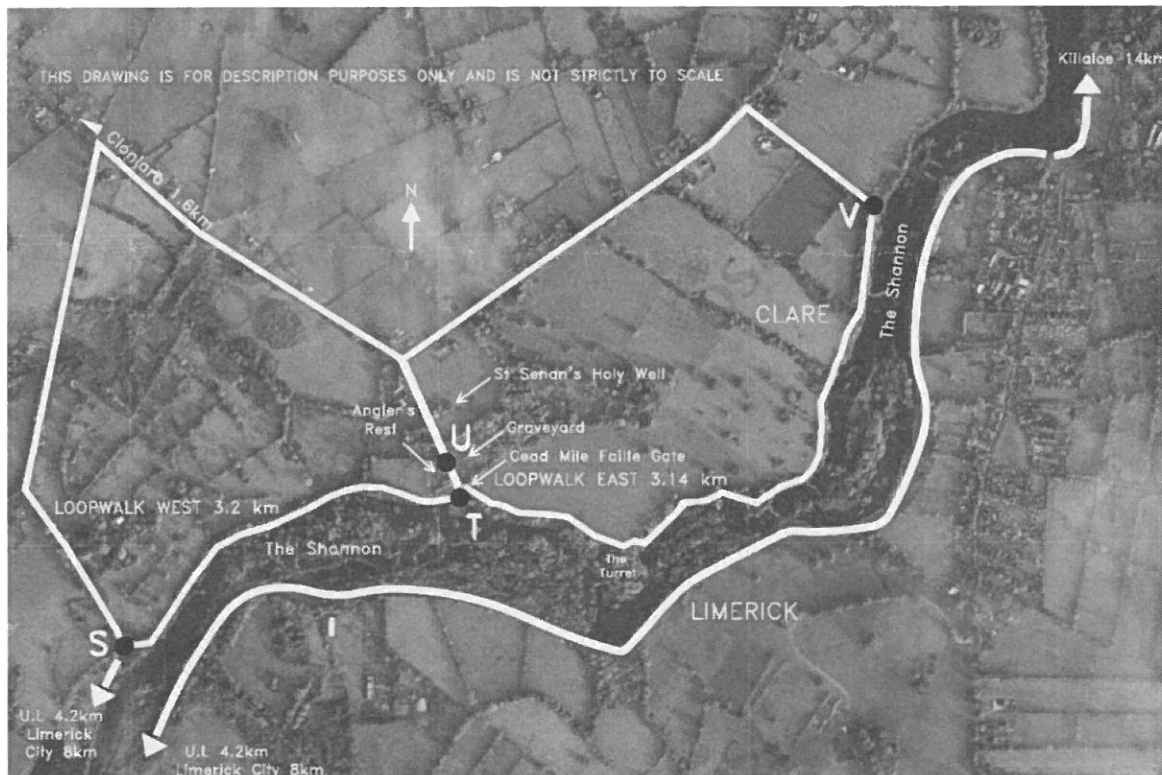 THIS DRAWING IS FOR DESCRIPTION PURPOSES ONLY AND IS NOT STRICTLY TO SCALE
Killaloe 14km
Clonlara 1.6km
N
V
The Shannon
CLARE
St Senan's Holy Well
Angler's
Rest
U
Graveyard
Cead Mile Failte Gate
LOOPWALK EAST 3.14 km
LOOPWALK WEST 3.2 km
T
The Shannon
The
Turret
LIMERICK
S
U.L 4.2km
Limerick
City 8km
U.L 4.2km
Limerick City 8km